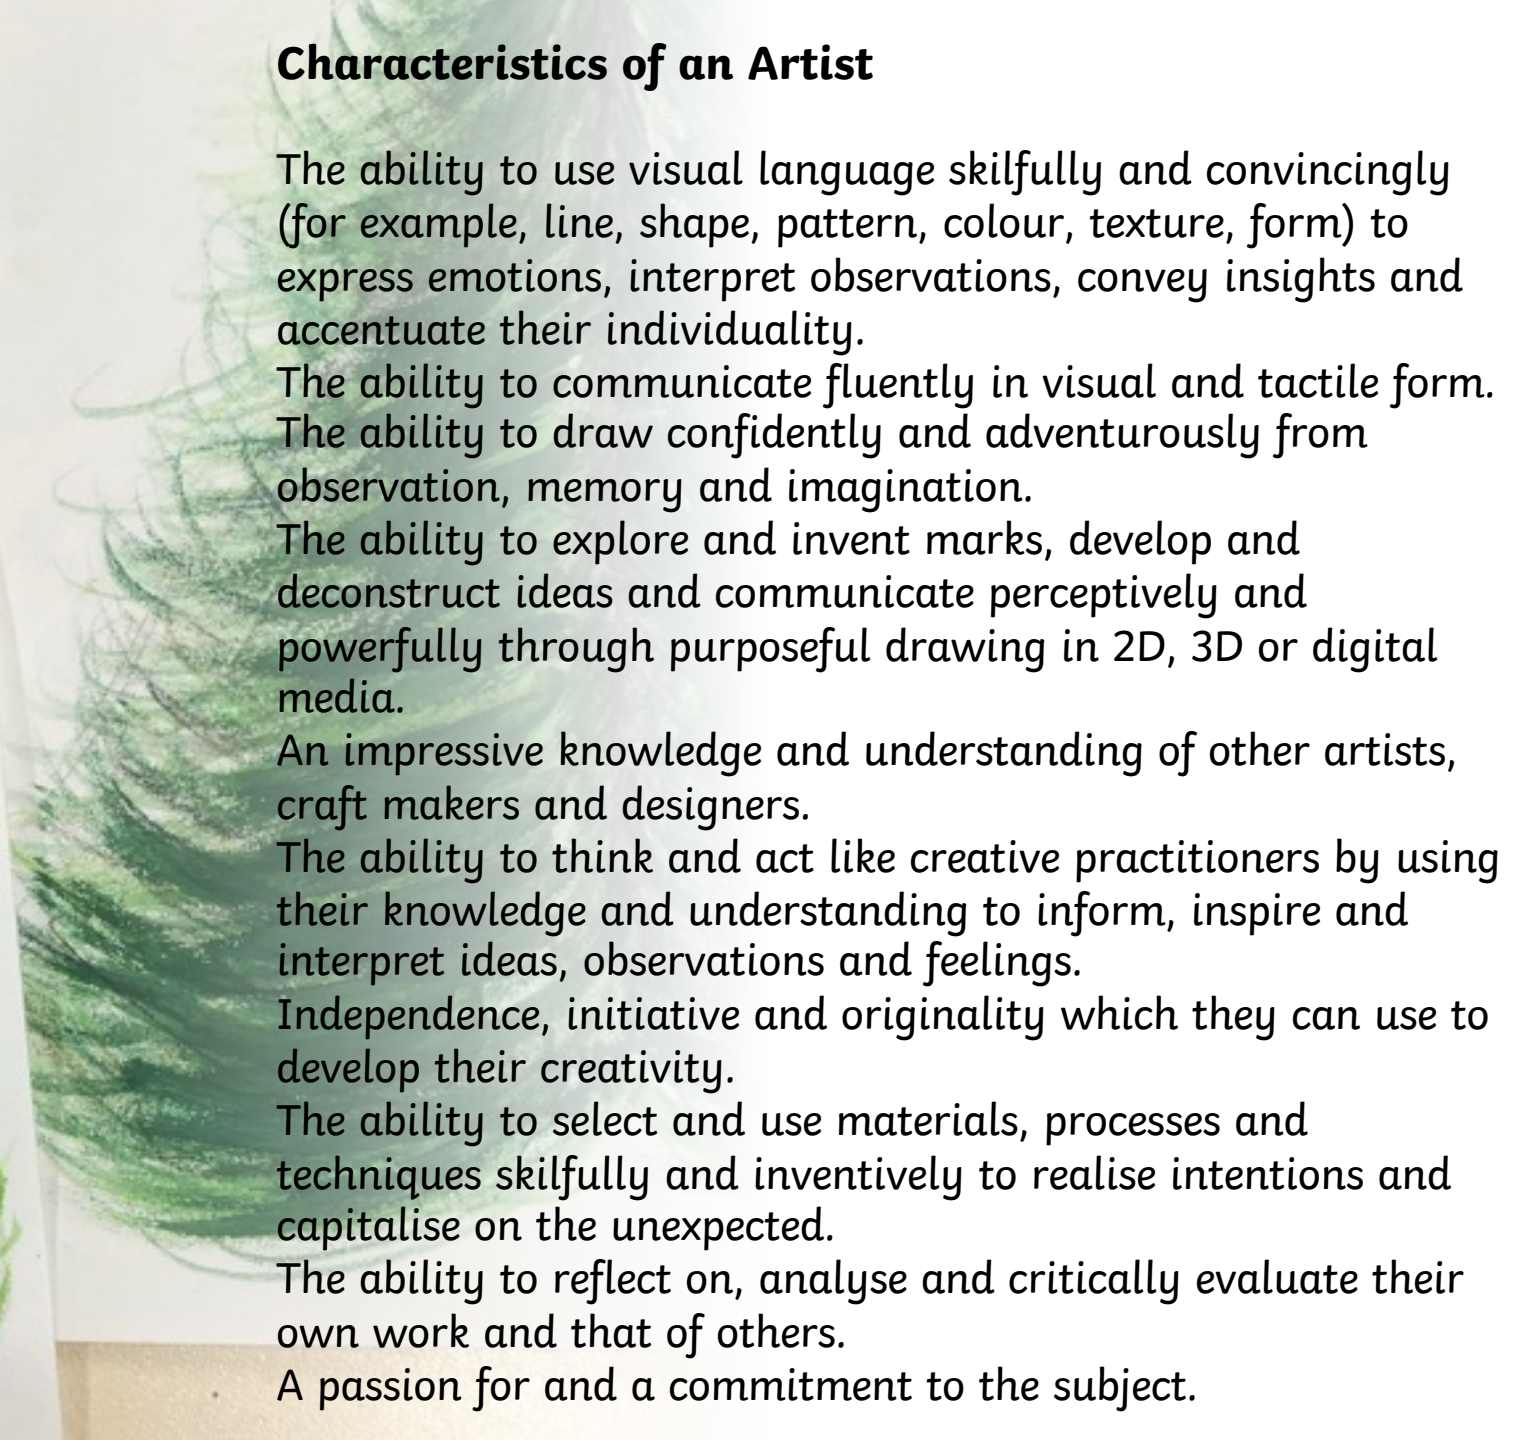 Characteristics of an Artist
The ability to use visual language skilfully and convincingly
(for example, line, shape, pattern, colour, texture, form) to
express emotions, interpret observations, convey insights and
accentuate their individuality.
The ability to communicate fluently in visual and tactile form.
The ability to draw confidently and adventurously from
observation, memory and imagination.
The ability to explore and invent marks, develop and
deconstruct ideas and communicate perceptively and
powerfully through purposeful drawing in 2D, 3D or digital
media.
An impressive knowledge and understanding of other artists,
craft makers and designers.
The ability to think and act like creative practitioners by using
their knowledge and understanding to inform, inspire and
interpret ideas, observations and feelings.
Independence, initiative and originality which they can use to
develop their creativity.
The ability to select and use materials, processes and
techniques skilfully and inventively to realise intentions and
capitalise on the unexpected.
The ability to reflect on, analyse and critically evaluate their
own work and that of others.
A passion for and a commitment to the subject.